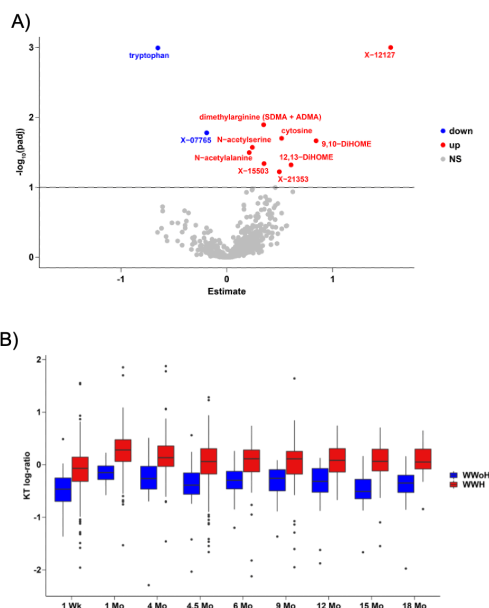 A)
3
tryptophan
X−12127
dimethylarginine (SDMA + ADMA)
2
X−07765
cytosine
N−acetylserine
9,10−DiHOME
N−acetylalanine
12,13−DiHOME
X−15503
X−21353
1
0
-log10(padj)
-1 0 1
Estimate
down
up
NS
B)
2
1
0
-1
-2
KT log-ratio
1 Wk 1 Mo 4 Mo 4.5 Mo 6 Mo 9 Mo 12 Mo 15 Mo 18 Mo
WWoH
WWH